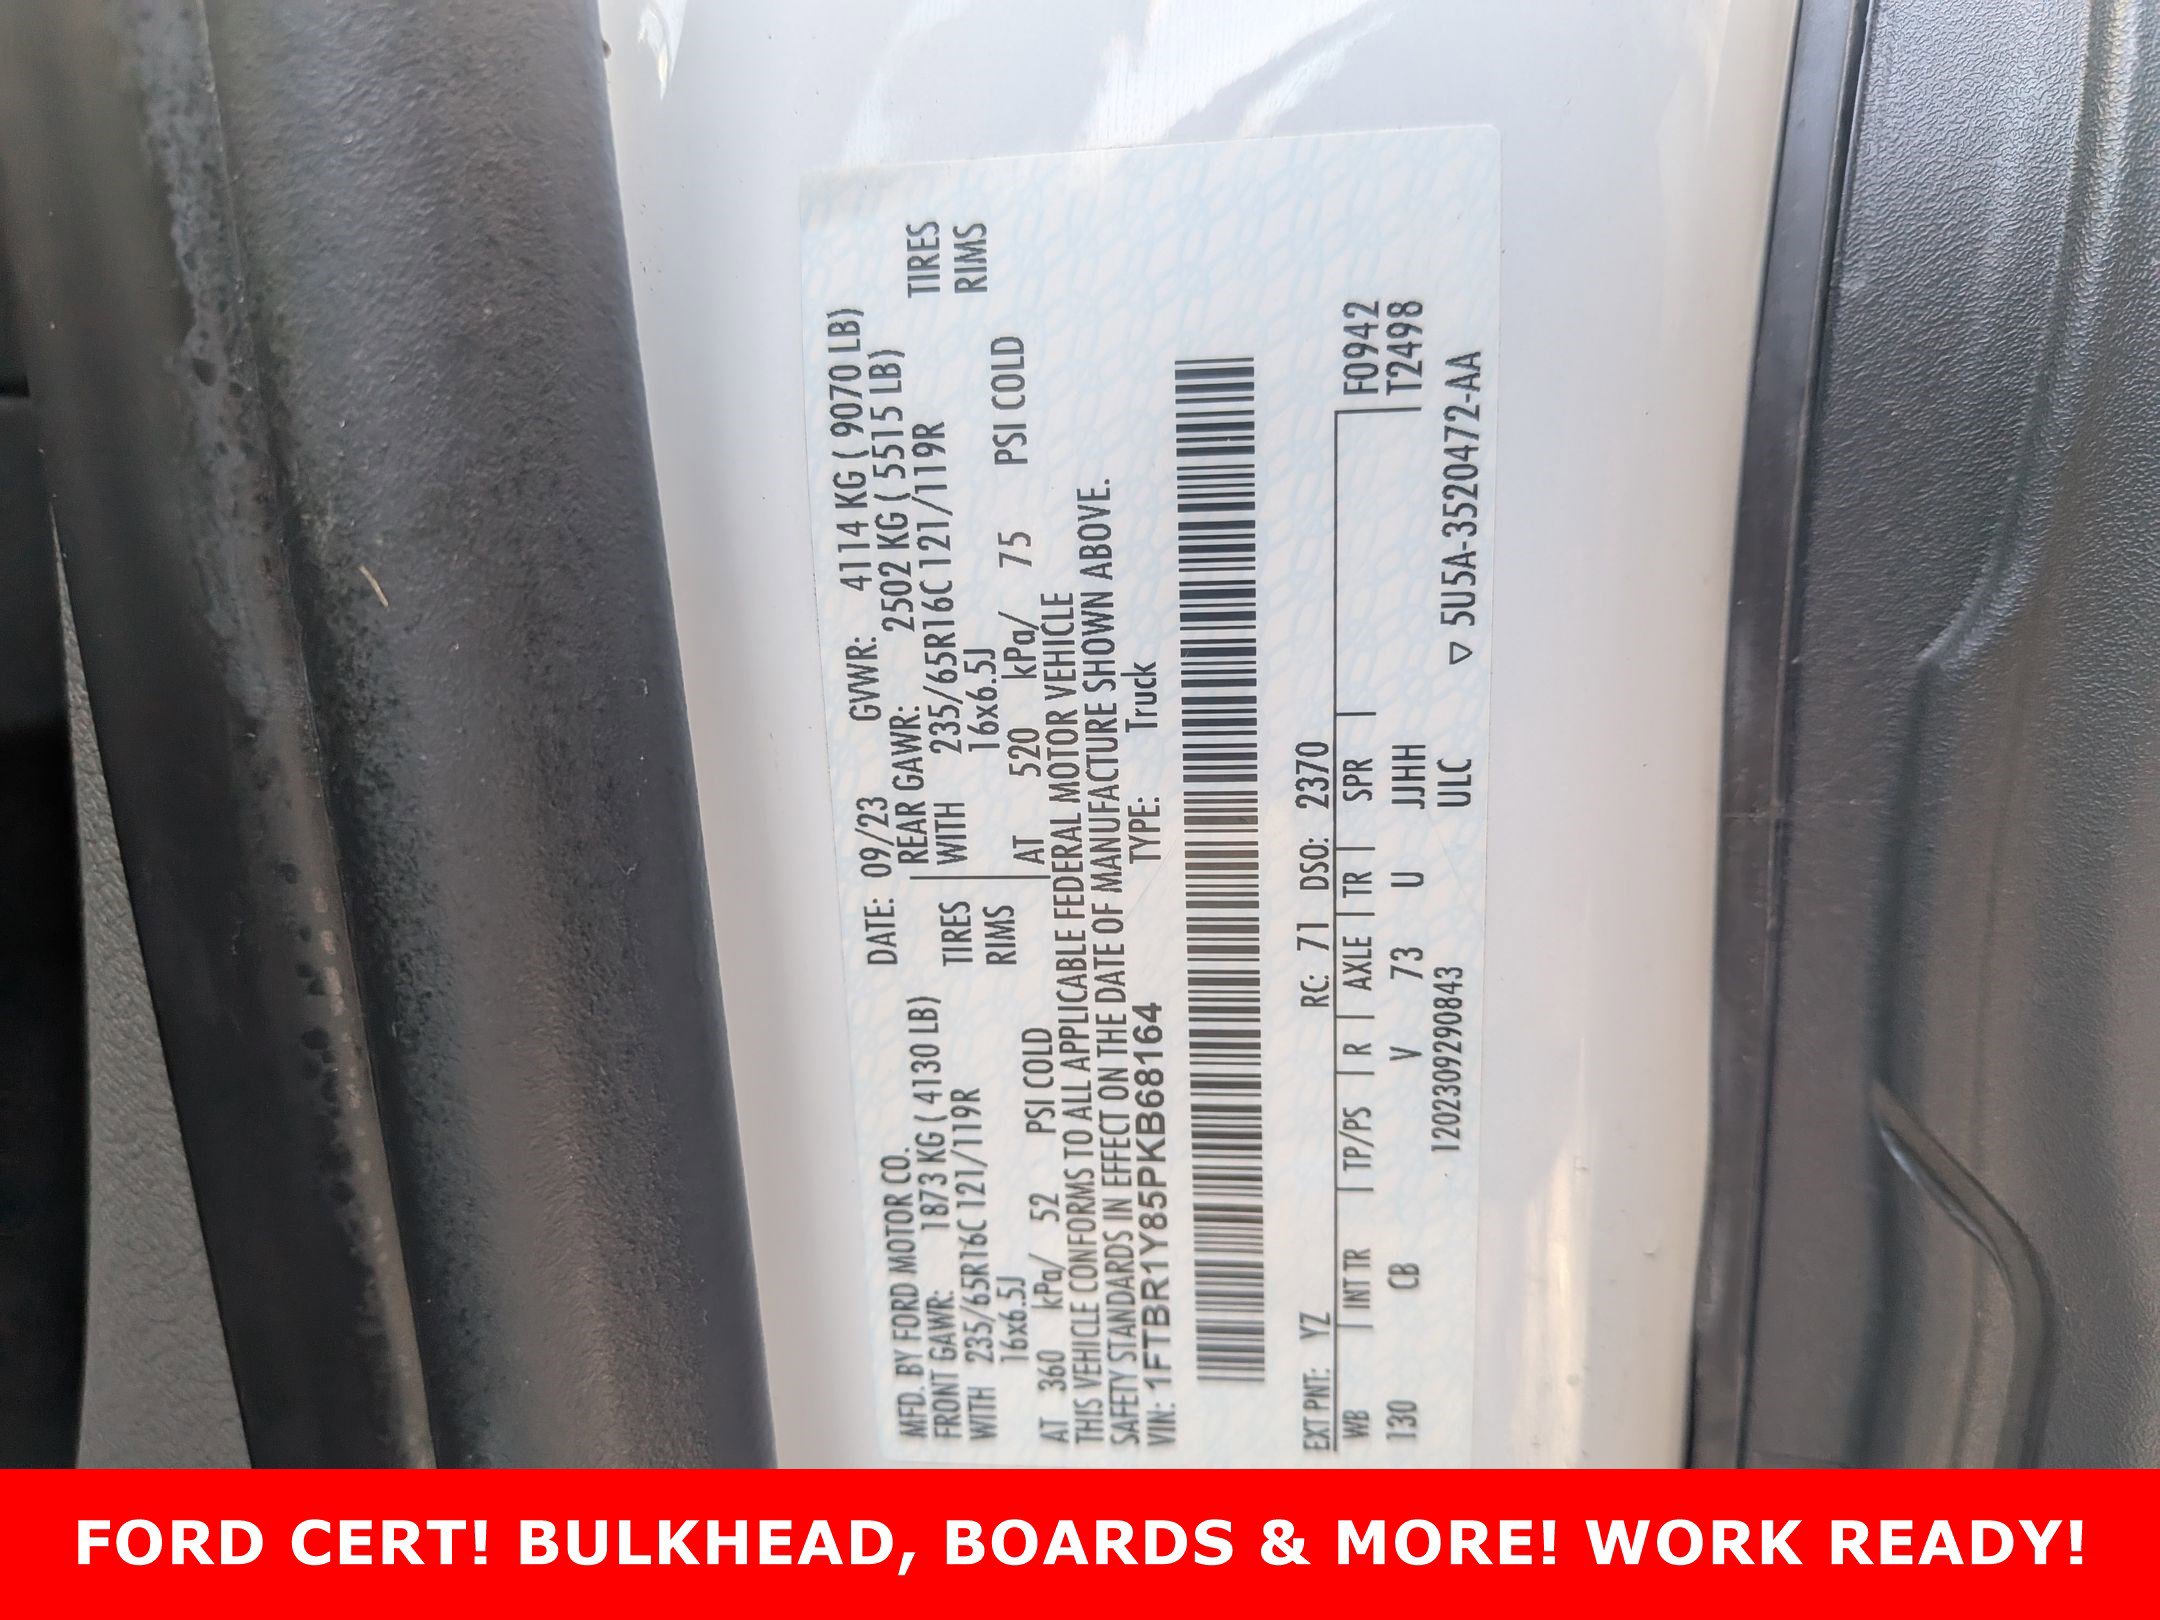 MFD. BY FORD MOTOR CO. DATE: 09/23 GVWR: 4114 KG ( 9070 LB)
FRONT GAWR: 1873 KG ( 4130 LB) REAR GAWR: 2502 KG ( 5515 LB)
WITH 235/65R16C 121/119R TIRES WITH 235/65R16C 121/119R TIRES
16x6.5J RIMS 16x6.5J RIMS
AT 360 kPa/ 52 PSI COLD AT 520 kPa/ 75 PSI COLD
THIS VEHICLE CONFORMS TO ALL APPLICABLE FEDERAL MOTOR VEHICLE
SAFETY STANDARDS IN EFFECT ON THE DATE OF MANUFACTURE SHOWN ABOVE.
VIN: 1FTBR1Y85PKB68164 TYPE: Truck
EXT PNT: YZ RC: 71 DSO: 2370
WB INT TR TP/PS R AXLE TR SPR F0942
130 CB V 73 U JJHH T2498
1202309290843 ULC ▽ 5U5A-3520472-AA
FORD CERT! BULKHEAD, BOARDS & MORE! WORK READY!